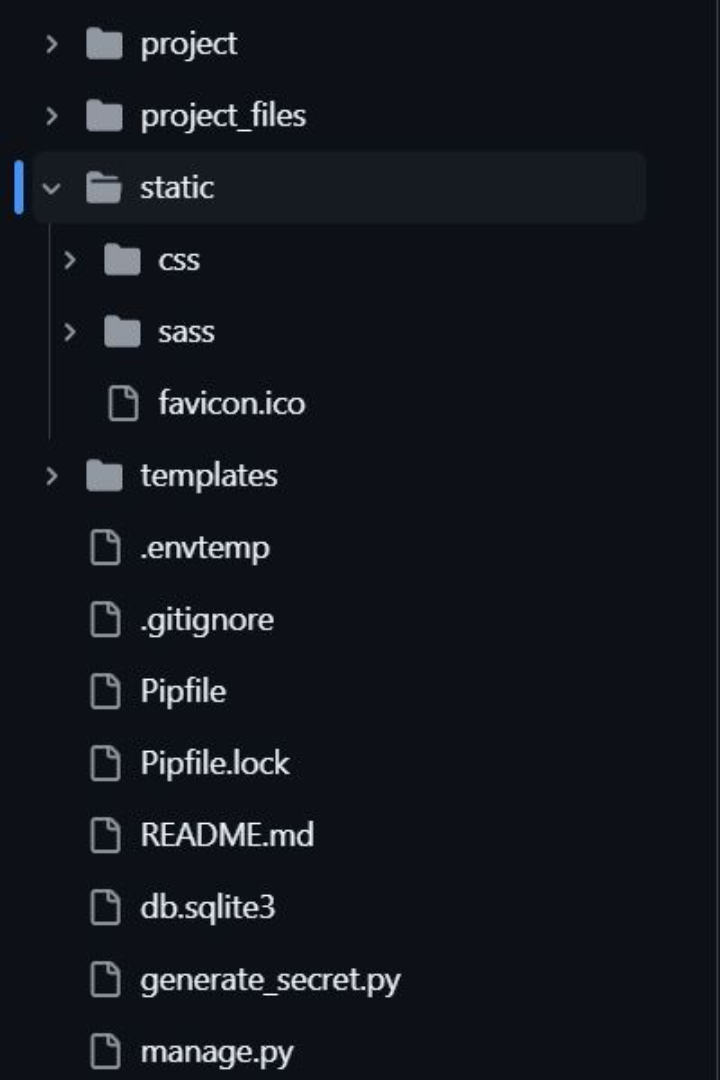 project
project_files
static
css
sass
favicon.ico
templates
.envtemp
.gitignore
Pipfile
Pipfile.lock
README.md
db.sqlite3
generate_secret.py
manage.py